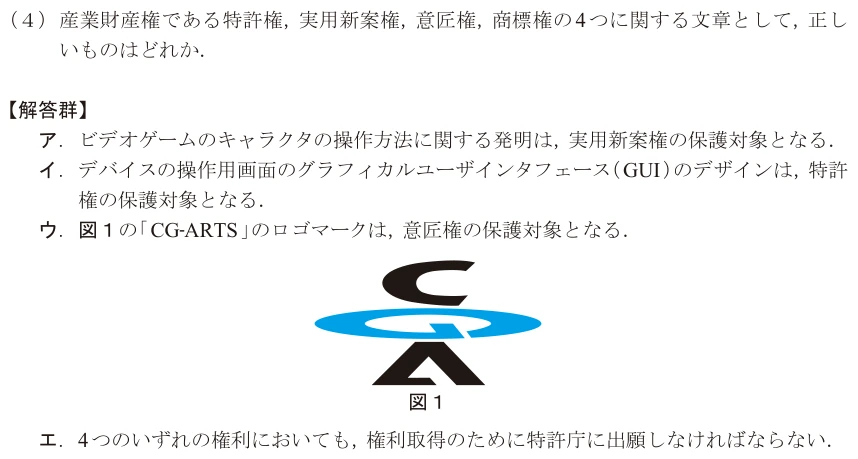 （4）産業財産権である特許権，実用新案権，意匠権，商標権の4つに関する文章として，正し
いものはどれか．
【解答群】
ア．ビデオゲームのキャラクタの操作方法に関する発明は，実用新案権の保護対象となる．
イ．デバイスの操作用画面のグラフィカルユーザインタフェース（GUI）のデザインは，特許
権の保護対象となる．
ウ．図1の「CG-ARTS」のロゴマークは，意匠権の保護対象となる．
C
G
A
図1
エ．4つのいずれの権利においても，権利取得のために特許庁に出願しなければならない．